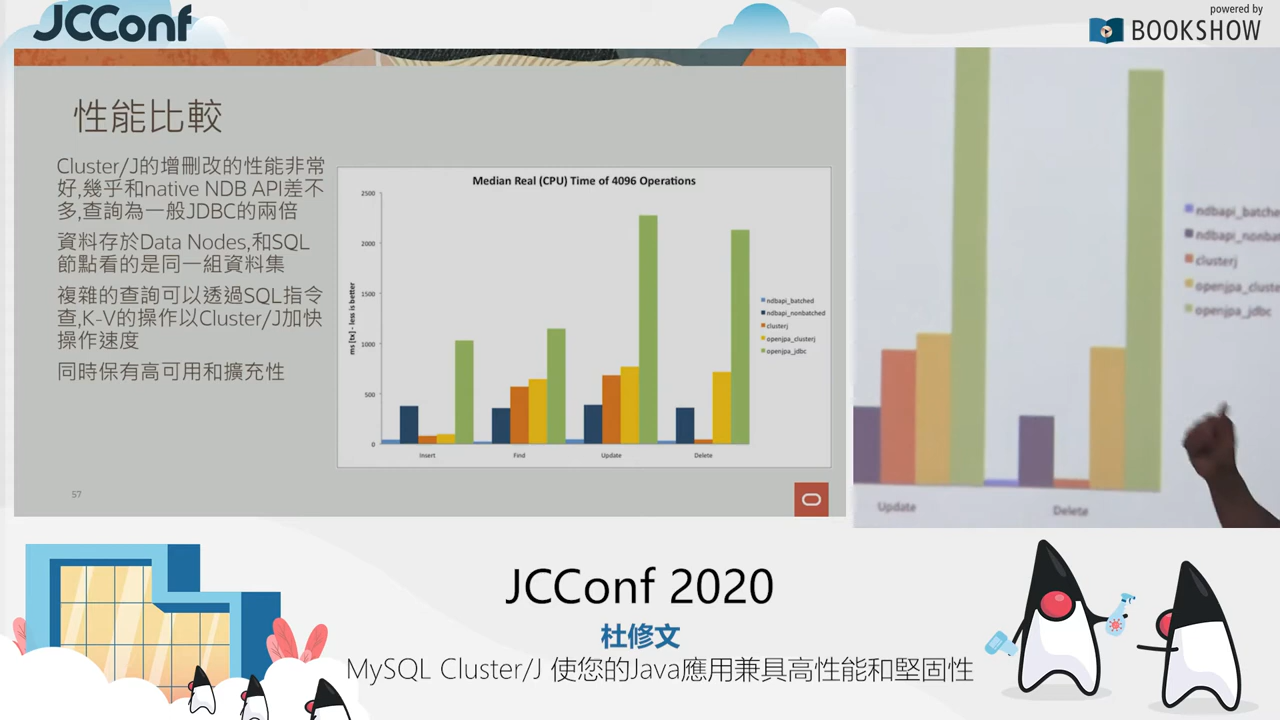 JCConf
powered by
BOOKSHOW
性能比較
Cluster/J的增刪改的性能非常
好,幾乎和native NDB API差不
多,查詢為一般JDBC的兩倍
資料存於Data Nodes,和SQL
節點看的是同一組資料集
複雜的查詢可以透過SQL指令
查,K-V的操作以Cluster/J加快
操作速度
同時保有高可用和擴充性
57
Median Real (CPU) Time of 4096 Operations
ms [tx] - less is better
2500
2000
1500
1000
500
0
Insert
Find
Update
Delete
ndbapi_batched
ndbapi_nonbatched
clusterj
openjpa_clusterj
openjpa_jdbc
ndbapi_batche
ndbapi_nonbat
clusterj
openjpa_cluste
openjpa_jdbc
Update
Delete
JCConf 2020
杜修文
MySQL Cluster/J 使您的Java應用兼具高性能和堅固性